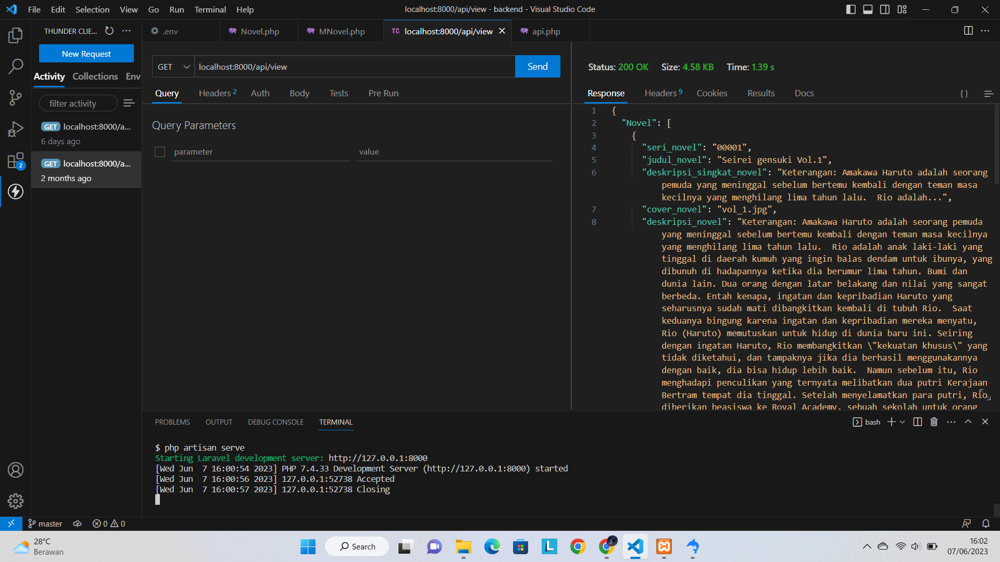 File Edit Selection View Go Run Terminal Help
localhost:8000/api/view - backend - Visual Studio Code
THUNDER CLIE...
New Request
Activity Collections Env
filter activity
GET localhost:8000/a...
6 days ago
GET localhost:8000/a...
2 months ago
2
.env
Novel.php
MNovel.php
TC localhost:8000/api/view
api.php
GET localhost:8000/api/view Send
Query Headers 2 Auth Body Tests Pre Run
Query Parameters
parameter value
Status: 200 OK Size: 4.58 KB Time: 1.39 s
Response Headers 9 Cookies Results Docs { }
1 {
2 "Novel": [
3 {
4 "seri_novel": "00001",
5 "judul_novel": "Seirei gensuki Vol.1",
6 "deskripsi_singkat_novel": "Keterangan: Amakawa Haruto adalah seorang
pemuda yang meninggal sebelum bertemu kembali dengan teman masa
kecilnya yang menghilang lima tahun lalu.  Rio adalah...",
7 "cover_novel": "vol_1.jpg",
8 "deskripsi_novel": "Keterangan: Amakawa Haruto adalah seorang pemuda
yang meninggal sebelum bertemu kembali dengan teman masa kecilnya
yang menghilang lima tahun lalu.  Rio adalah anak laki-laki yang
tinggal di daerah kumuh yang ingin balas dendam untuk ibunya, yang
dibunuh di hadapannya ketika dia berumur lima tahun. Bumi dan
dunia lain. Dua orang dengan latar belakang dan nilai yang sangat
berbeda. Entah kenapa, ingatan dan kepribadian Haruto yang
seharusnya sudah mati dibangkitkan kembali di tubuh Rio.  Saat
keduanya bingung karena ingatan dan kepribadian mereka menyatu,
Rio (Haruto) memutuskan untuk hidup di dunia baru ini. Seiring
dengan ingatan Haruto, Rio membangkitkan \"kekuatan khusus\" yang
tidak diketahui, dan tampaknya jika dia berhasil menggunakannya
dengan baik, dia bisa hidup lebih baik.  Namun sebelum itu, Rio
menghadapi penculikan yang ternyata melibatkan dua putri Kerajaan
Bertram tempat dia tinggal. Setelah menyelamatkan para putri, Rio
diberikan beasiswa ke Royal Academy, sebuah sekolah untuk orang
PROBLEMS OUTPUT DEBUG CONSOLE TERMINAL
bash
$ php artisan serve
Starting Laravel development server: http://127.0.0.1:8000
[Wed Jun  7 16:00:54 2023] PHP 7.4.33 Development Server (http://127.0.0.1:8000) started
[Wed Jun  7 16:00:56 2023] 127.0.0.1:52738 Accepted
[Wed Jun  7 16:00:57 2023] 127.0.0.1:52738 Closing
master 0 0
28°C
Berawan
Search
16:02
07/06/2023